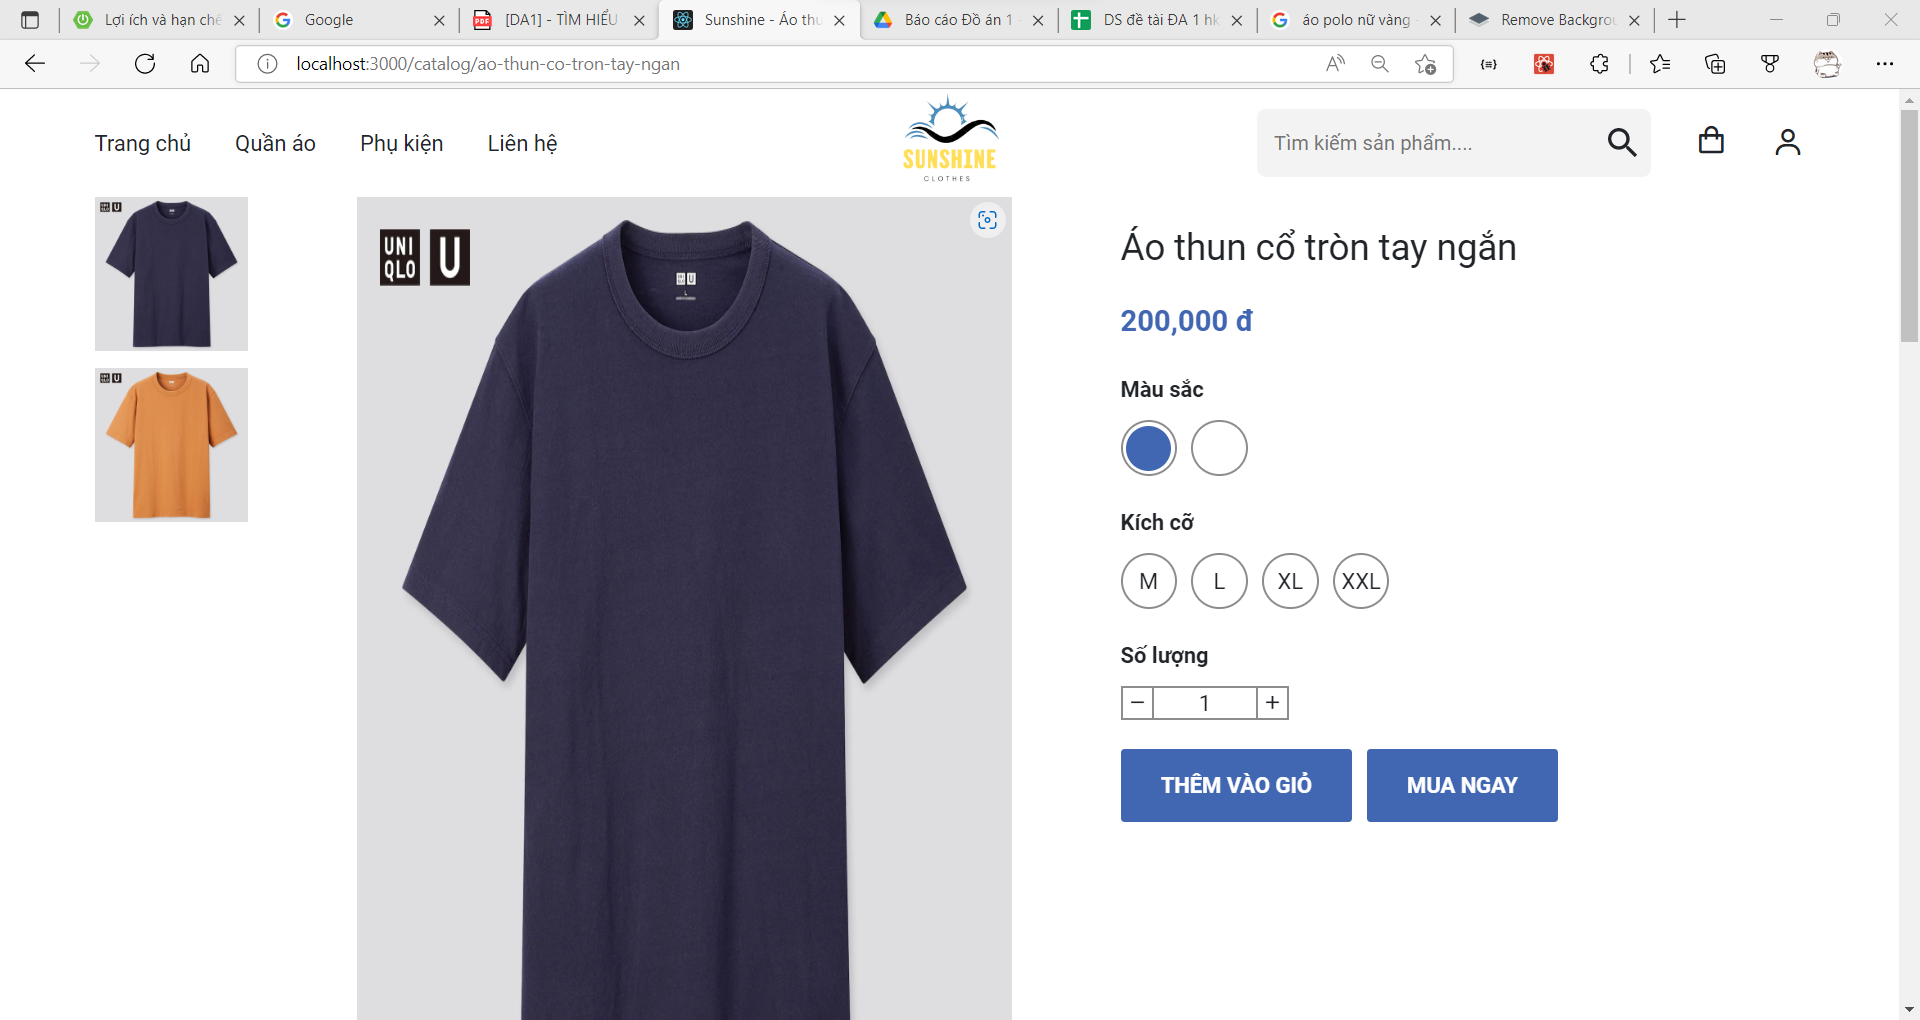 Lợi ích và hạn chế
Google
[DA1] - TÌM HIỂU
Sunshine - Áo thu
Báo cáo Đồ án 1 -
DS đề tài ĐA 1 hk
áo polo nữ vàng -
Remove Backgrou
localhost:3000/catalog/ao-thun-co-tron-tay-ngan
Trang chủ
Quần áo
Phụ kiện
Liên hệ
SUNSHINE
CLOTHES
Tìm kiếm sản phẩm....
UNI
QLO
U
Áo thun cổ tròn tay ngắn
200,000 đ
Màu sắc
Kích cỡ
M
L
XL
XXL
Số lượng
− 1 +
THÊM VÀO GIỎ
MUA NGAY